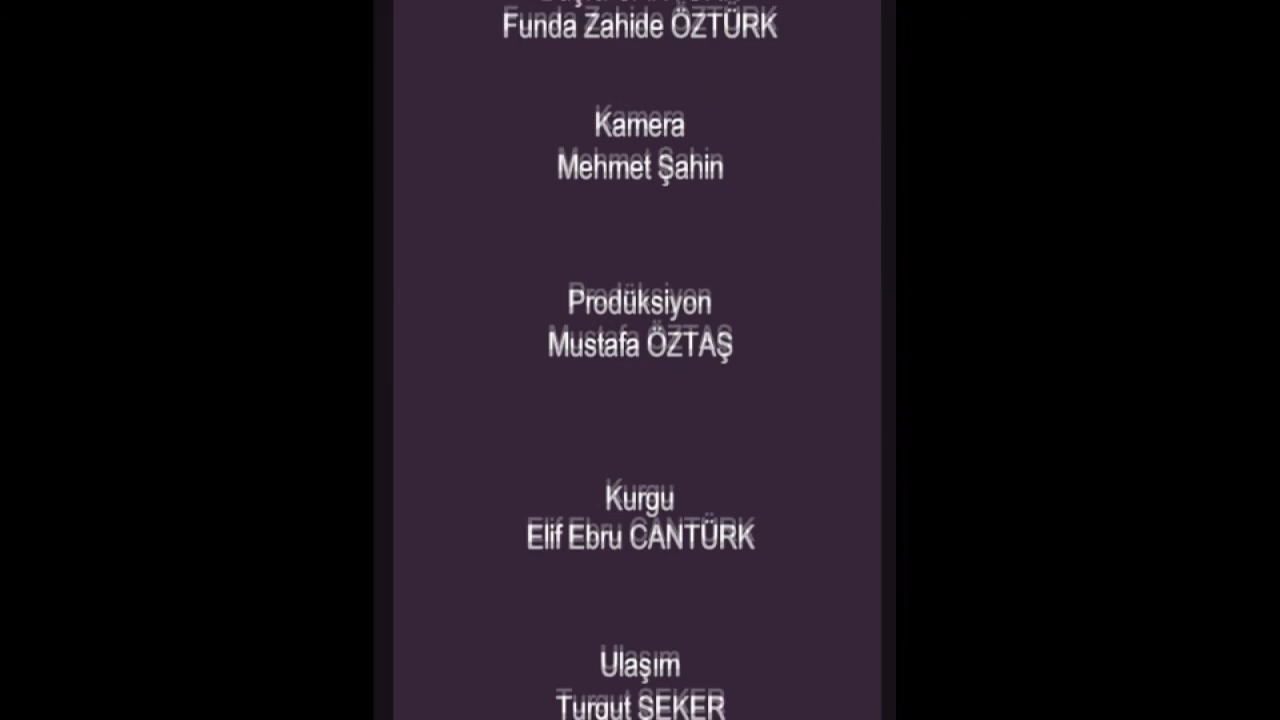 Funda Zahide ÖZTÜRK
Kamera
Mehmet Şahin
Prodüksiyon
Mustafa ÖZTAŞ
Kurgu
Elif Ebru CANTÜRK
Ulaşım
Turgut ŞEKER